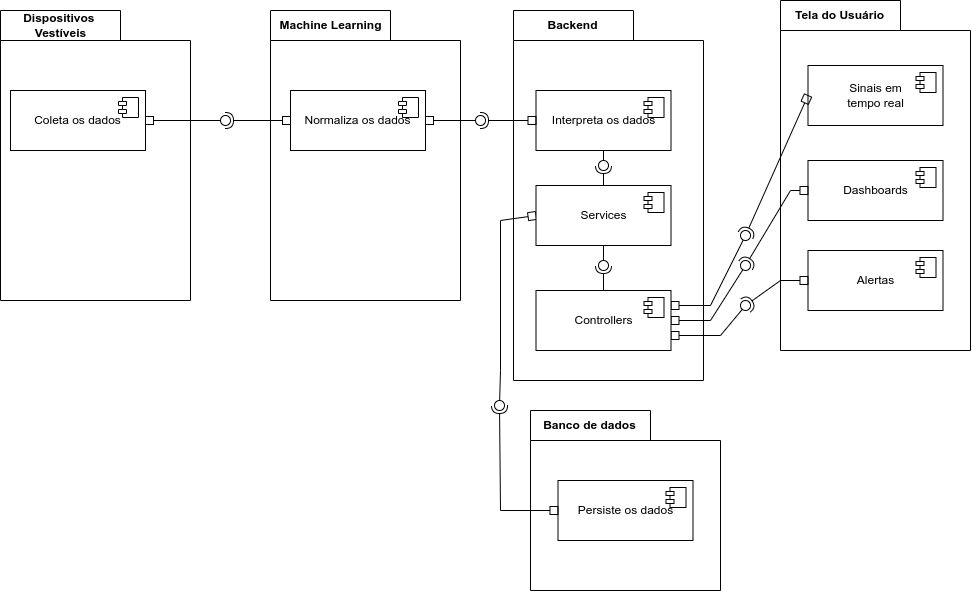 Dispositivos
Vestíveis
Coleta os dados
Machine Learning
Normaliza os dados
Backend
Interpreta os dados
Services
Controllers
Tela do Usuário
Sinais em
tempo real
Dashboards
Alertas
Banco de dados
Persiste os dados